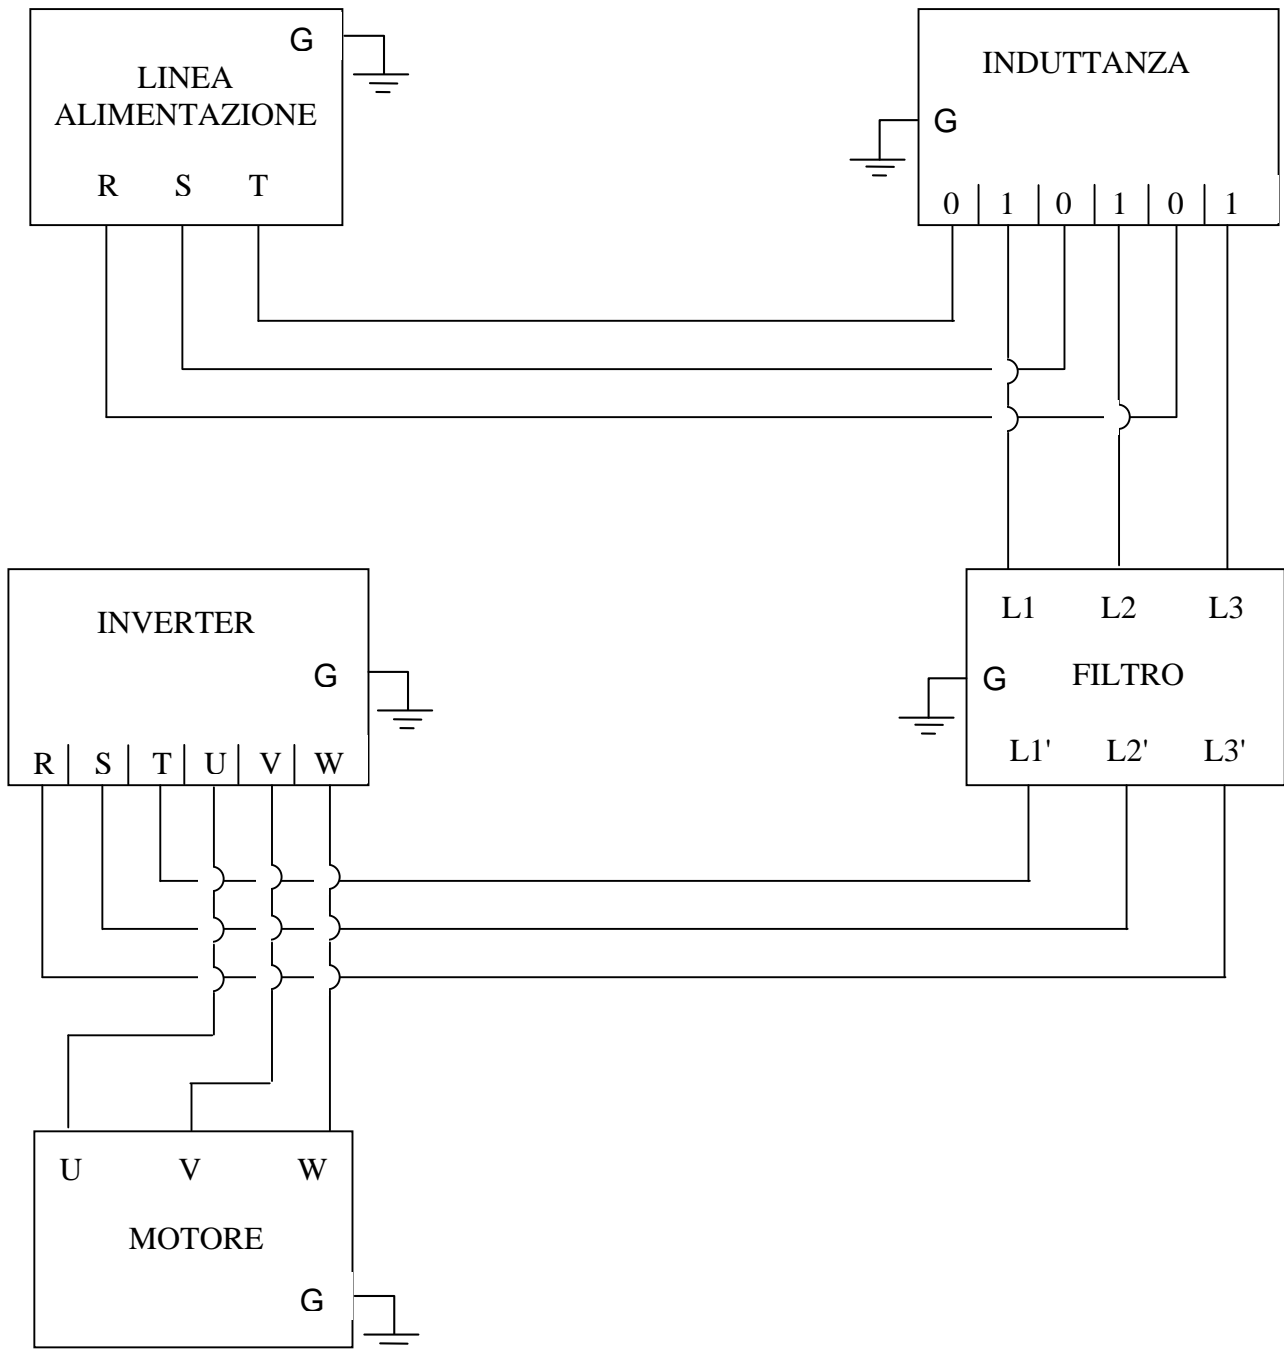 G
LINEA
ALIMENTAZIONE
R S T
INDUTTANZA
G
0 1 0 1 0 1
INVERTER
G
R S T U V W
L1 L2 L3
G FILTRO
L1' L2' L3'
U V W
MOTORE
G